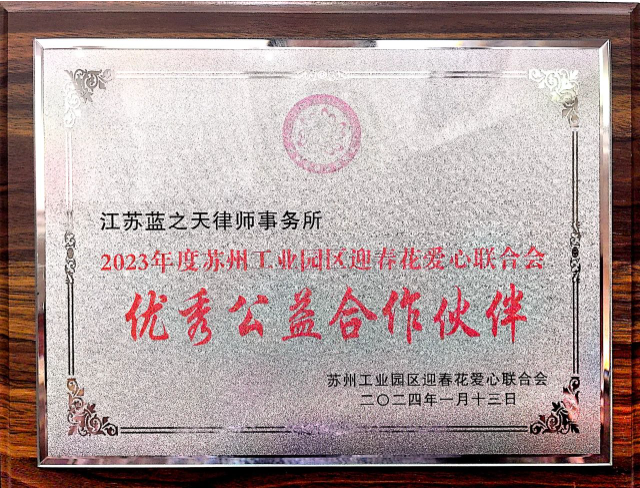 江苏蓝之天律师事务所
2023年度苏州工业园区迎春花爱心联合会
优秀公益合作伙伴
苏州工业园区迎春花爱心联合会
二〇二四年一月十三日